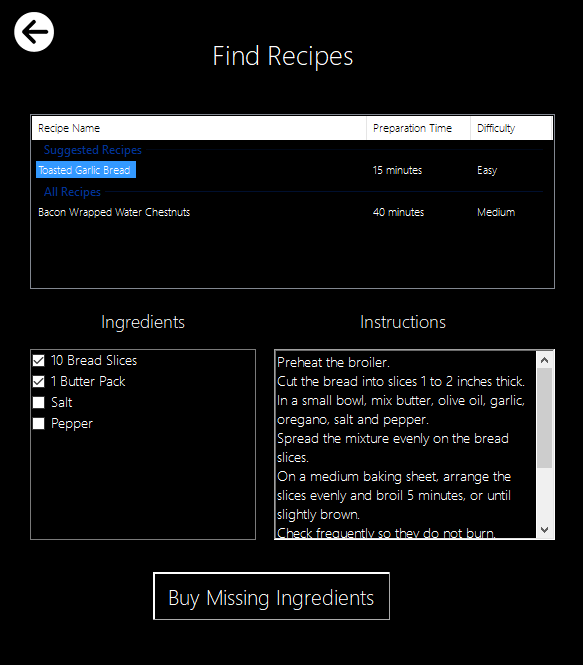 Find Recipes
Recipe Name Preparation Time Difficulty
Suggested Recipes
Toasted Garlic Bread 15 minutes Easy
All Recipes
Bacon Wrapped Water Chestnuts 40 minutes Medium
Ingredients
Instructions
10 Bread Slices
1 Butter Pack
Salt
Pepper
Preheat the broiler.
Cut the bread into slices 1 to 2 inches thick.
In a small bowl, mix butter, olive oil, garlic,
oregano, salt and pepper.
Spread the mixture evenly on the bread
slices.
On a medium baking sheet, arrange the
slices evenly and broil 5 minutes, or until
slightly brown.
Check frequently so they do not burn.
Buy Missing Ingredients